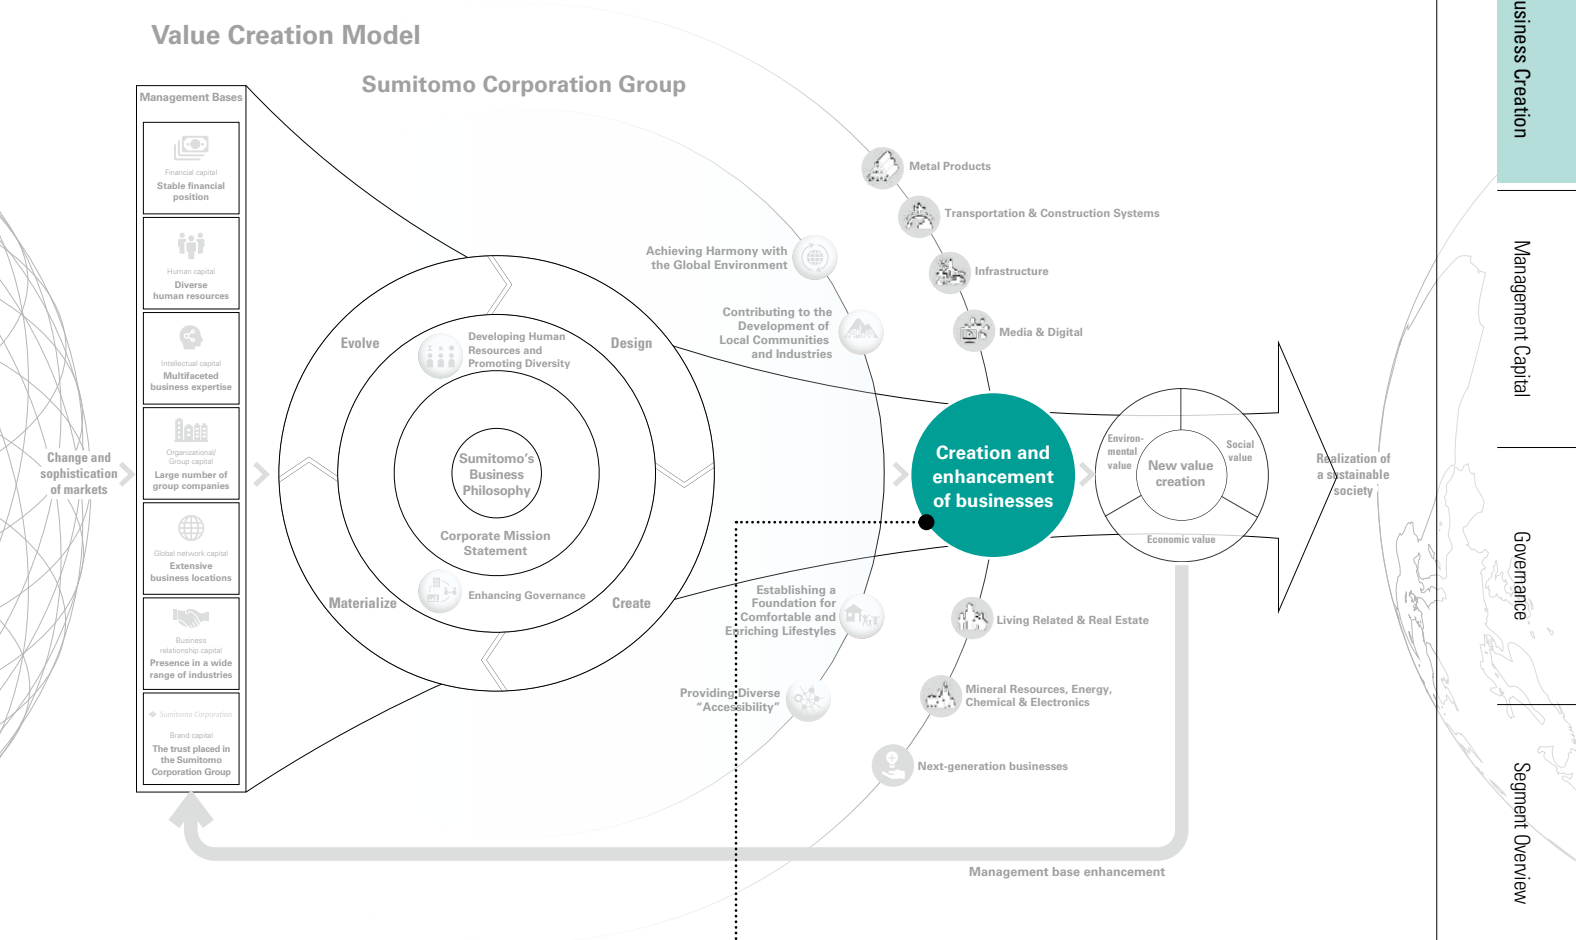 Value Creation Model
Sumitomo Corporation Group
Management Bases
Financial capital
Stable financial
position
Human capital
Diverse
human resources
Intellectual capital
Multifaceted
business expertise
Organizational/
Group capital
Large number of
group companies
Global network capital
Extensive
business locations
Business
relationship capital
Presence in a wide
range of industries
Sumitomo Corporation
Brand capital
The trust placed in
the Sumitomo
Corporation Group
Change and
sophistication
of markets
Evolve
Design
Materialize
Create
Developing Human
Resources and
Promoting Diversity
Sumitomo's
Business
Philosophy
Corporate Mission
Statement
Enhancing Governance
Achieving Harmony with
the Global Environment
Contributing to the
Development of
Local Communities
and Industries
Establishing a
Foundation for
Comfortable and
Enriching Lifestyles
Providing Diverse
“Accessibility”
Metal Products
Transportation & Construction Systems
Infrastructure
Media & Digital
Creation and
enhancement
of businesses
Living Related & Real Estate
Mineral Resources, Energy,
Chemical & Electronics
Next-generation businesses
Environ-
mental
value
Social
value
New value
creation
Economic value
Realization of
a sustainable
society
Management base enhancement
usiness Creation
Management Capital
Governance
Segment Overview